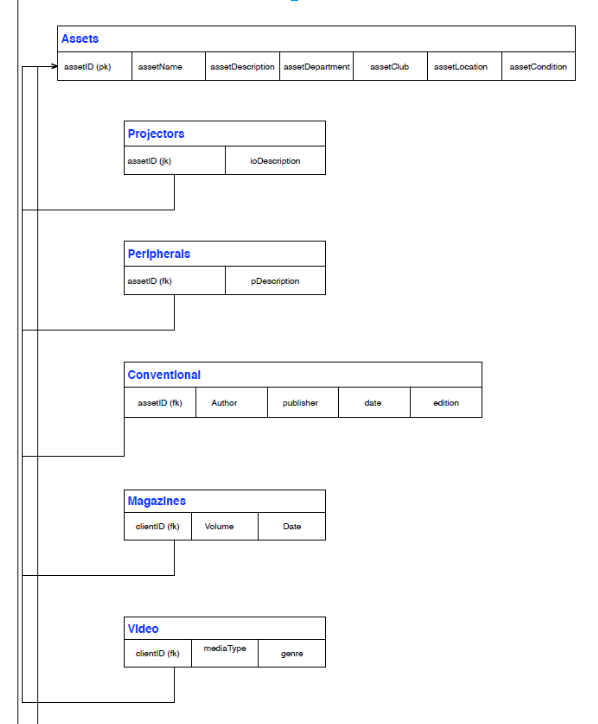 Assets
assetID (pk) assetName assetDescription assetDepartment assetClub assetLocation assetCondition
Projectors
assetID (jk) ioDescription
Peripherals
assetID (fk) pDescription
Conventional
assetID (fk) Author publisher date edition
Magazines
clientID (fk) Volume Date
Video
clientID (fk) mediaType genre